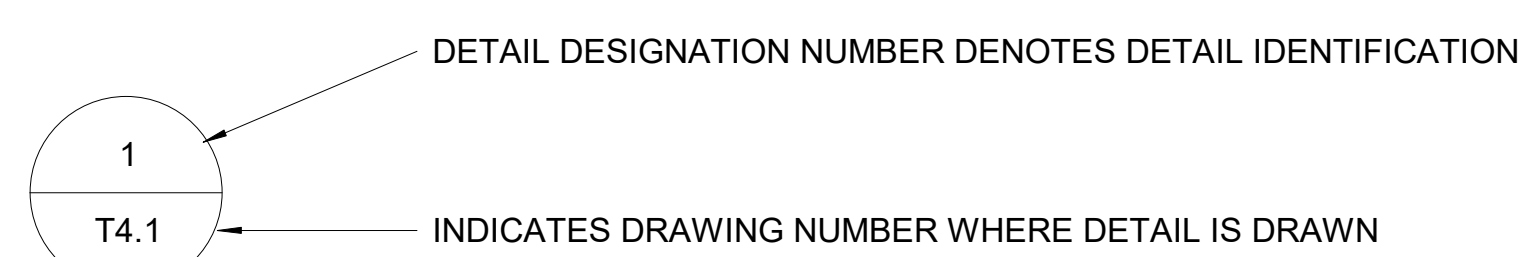 DETAIL DESIGNATION NUMBER DENOTES DETAIL IDENTIFICATION
1
T4.1
INDICATES DRAWING NUMBER WHERE DETAIL IS DRAWN